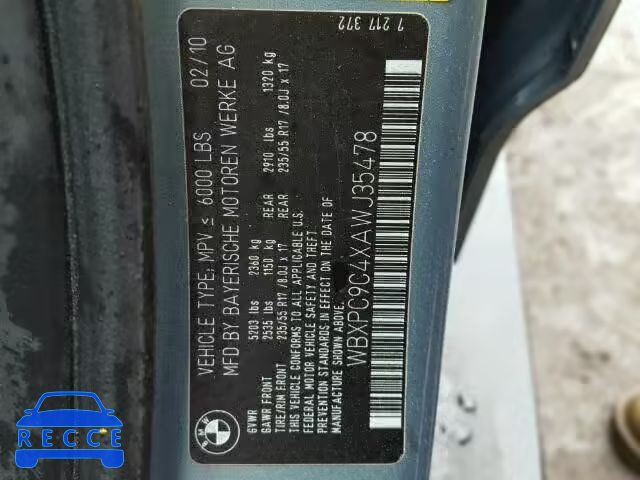 VEHICLE TYPE: MPV ≤ 6000 LBS 02/10
MFD BY BAYERISCHE MOTOREN WERKE AG
GVWR 5203 lbs 2360 kg
GAWR FRONT 2535 lbs 1150 kg REAR 2910 lbs 1320 kg
TIRE/RIM FRONT 235/55 R17 /8.0J x 17 REAR 235/55 R17 /8.0J x 17
THIS VEHICLE CONFORMS TO ALL APPLICABLE U.S.
FEDERAL MOTOR VEHICLE SAFETY AND THEFT
PREVENTION STANDARDS IN EFFECT ON THE DATE OF
MANUFACTURE SHOWN ABOVE.
WBXPC9C4XAWJ35478
7 217 372
BMW
REGCE